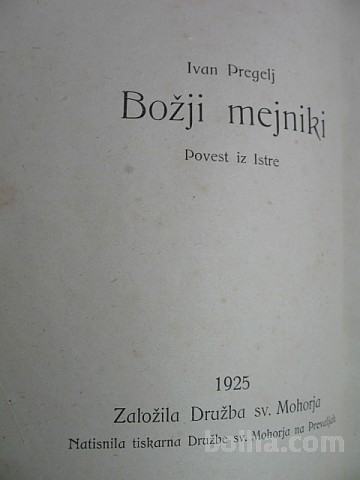 Ivan Pregelj
Božji mejniki
Povest iz Istre
1925
Založila Družba sv. Mohorja
Natisnila tiskarna Družbe sv. Mohorja na Prevaljah
bolha.com